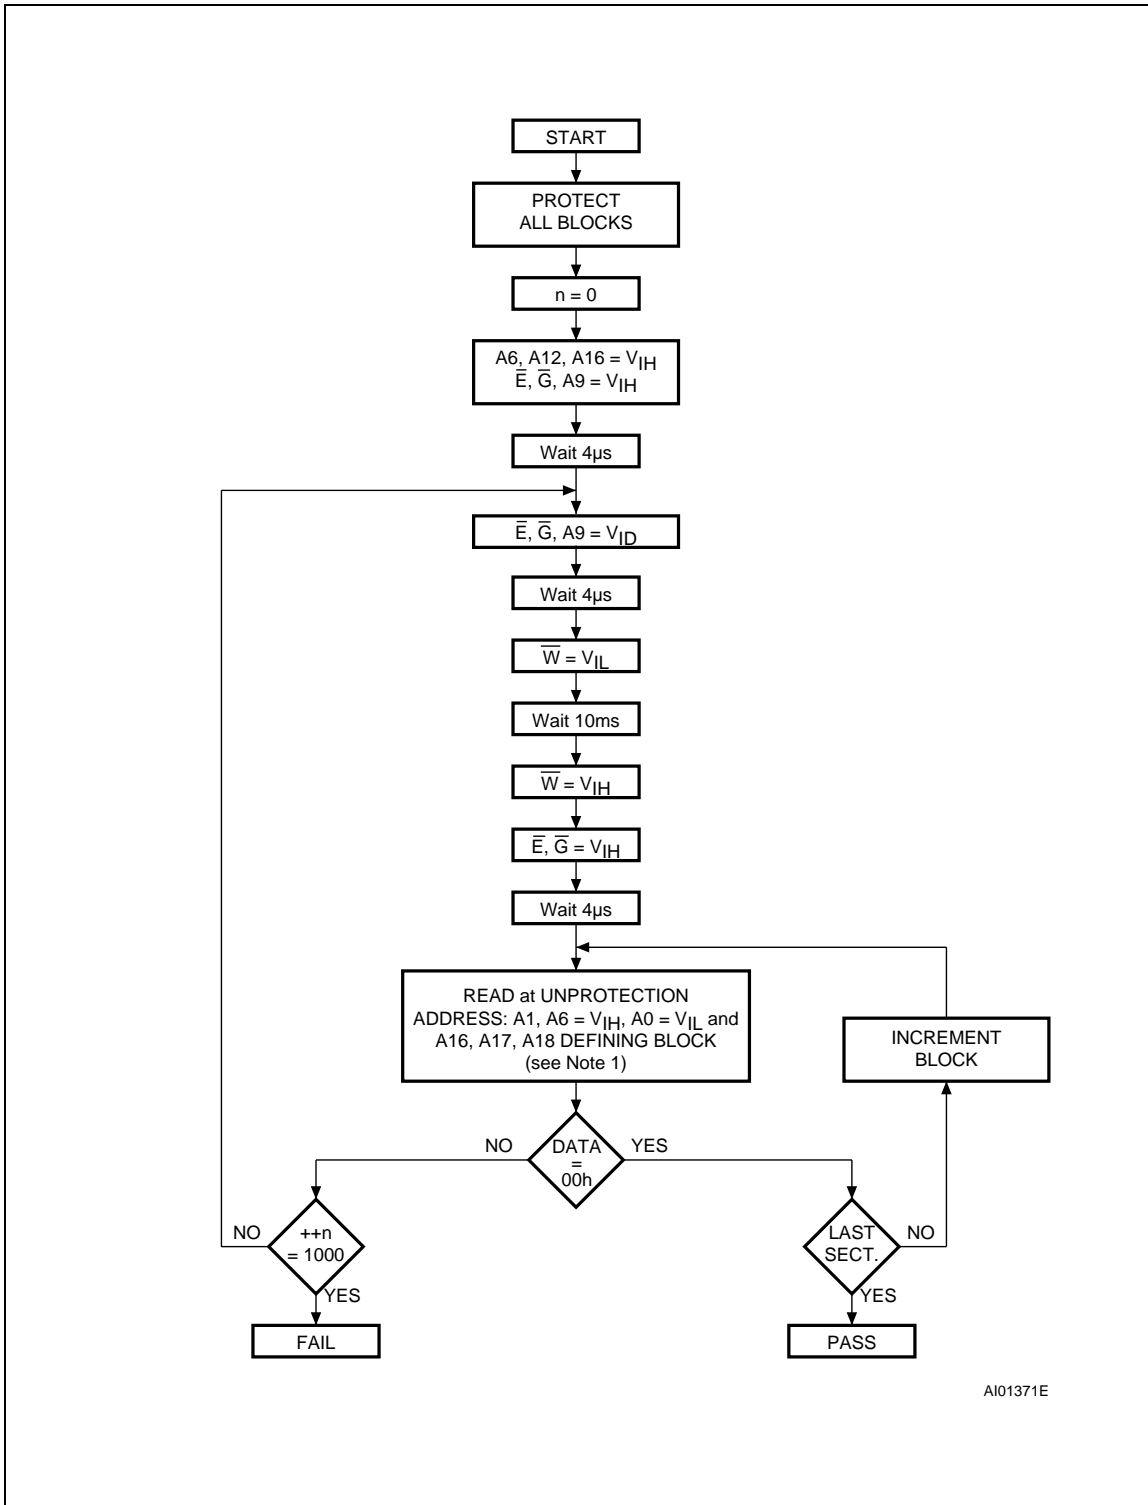 START
PROTECT
ALL BLOCKS
n = 0
A6, A12, A16 = VIH
E̅, G̅, A9 = VIH
Wait 4µs
E̅, G̅, A9 = VID
Wait 4µs
W̅ = VIL
Wait 10ms
W̅ = VIH
E̅, G̅ = VIH
Wait 4µs
READ at UNPROTECTION
ADDRESS: A1, A6 = VIH, A0 = VIL and
A16, A17, A18 DEFINING BLOCK
(see Note 1)
INCREMENT
BLOCK
NO
DATA
=
00h
YES
NO
++n
= 1000
YES
LAST
SECT.
NO
YES
FAIL
PASS
AI01371E